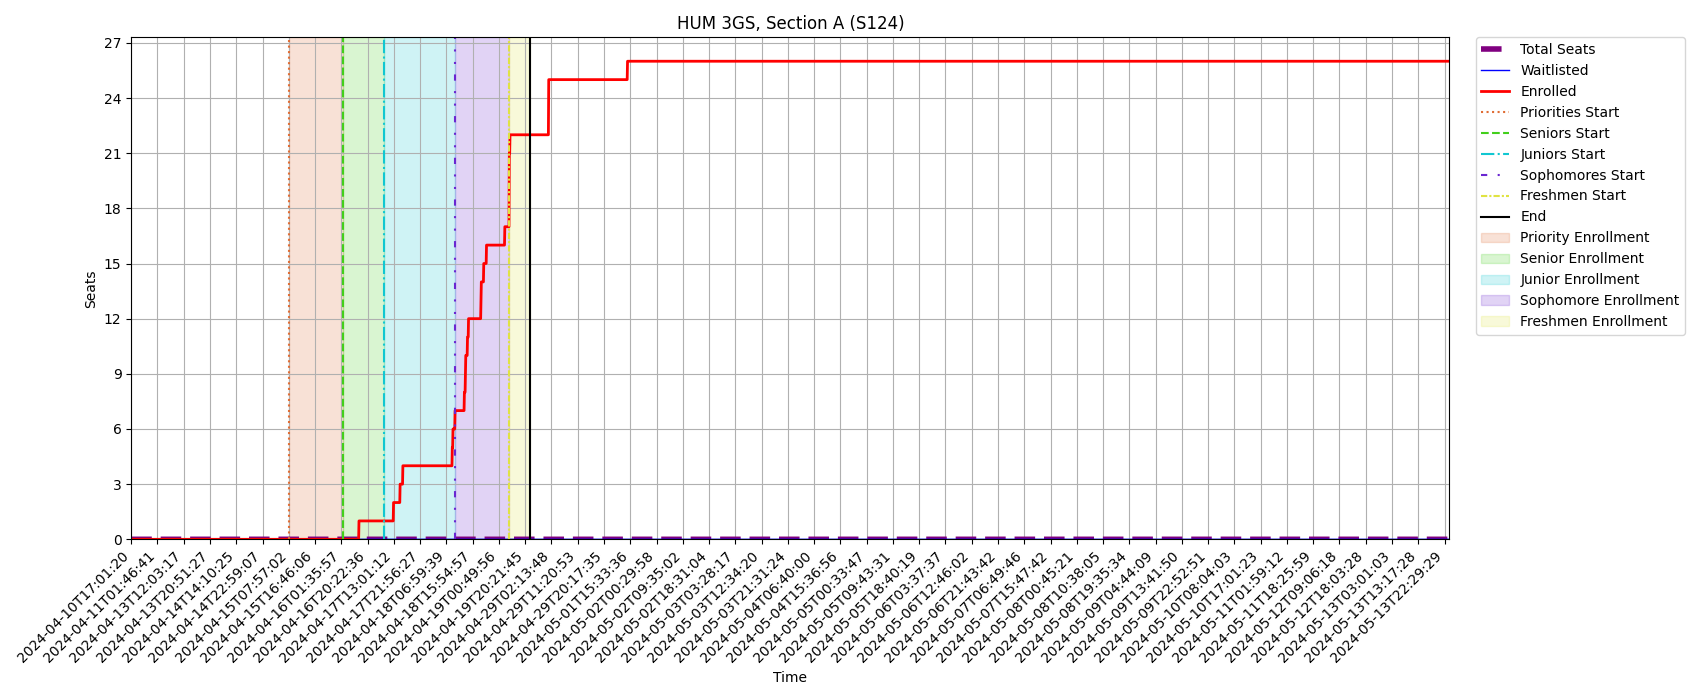 HUM 3GS, Section A (S124)
27
24
21
18
15
12
9
6
3
0
Seats
2024-04-10T17:01:20
2024-04-11T01:46:41
2024-04-13T12:03:17
2024-04-13T20:51:27
2024-04-14T14:10:25
2024-04-14T22:59:07
2024-04-15T07:57:02
2024-04-15T16:46:06
2024-04-16T01:35:57
2024-04-16T20:22:36
2024-04-17T13:01:12
2024-04-17T21:56:27
2024-04-18T06:59:39
2024-04-18T15:54:57
2024-04-19T00:49:56
2024-04-19T20:21:45
2024-04-29T02:13:48
2024-04-29T11:20:53
2024-04-29T20:17:35
2024-05-01T15:33:36
2024-05-02T00:29:58
2024-05-02T09:35:02
2024-05-02T18:31:04
2024-05-03T03:28:17
2024-05-03T12:34:20
2024-05-03T21:31:24
2024-05-04T06:40:00
2024-05-04T15:36:56
2024-05-05T00:33:47
2024-05-05T09:43:31
2024-05-05T18:40:19
2024-05-06T03:37:37
2024-05-06T12:46:02
2024-05-06T21:43:42
2024-05-07T06:49:46
2024-05-07T15:47:42
2024-05-08T00:45:21
2024-05-08T10:38:05
2024-05-08T19:35:34
2024-05-09T04:44:09
2024-05-09T13:41:50
2024-05-09T22:52:51
2024-05-10T08:04:03
2024-05-10T17:01:23
2024-05-11T01:59:12
2024-05-11T18:25:59
2024-05-12T09:06:18
2024-05-12T18:03:28
2024-05-13T03:01:03
2024-05-13T13:17:28
2024-05-13T22:29:29
Time
Total Seats
Waitlisted
Enrolled
Priorities Start
Seniors Start
Juniors Start
Sophomores Start
Freshmen Start
End
Priority Enrollment
Senior Enrollment
Junior Enrollment
Sophomore Enrollment
Freshmen Enrollment